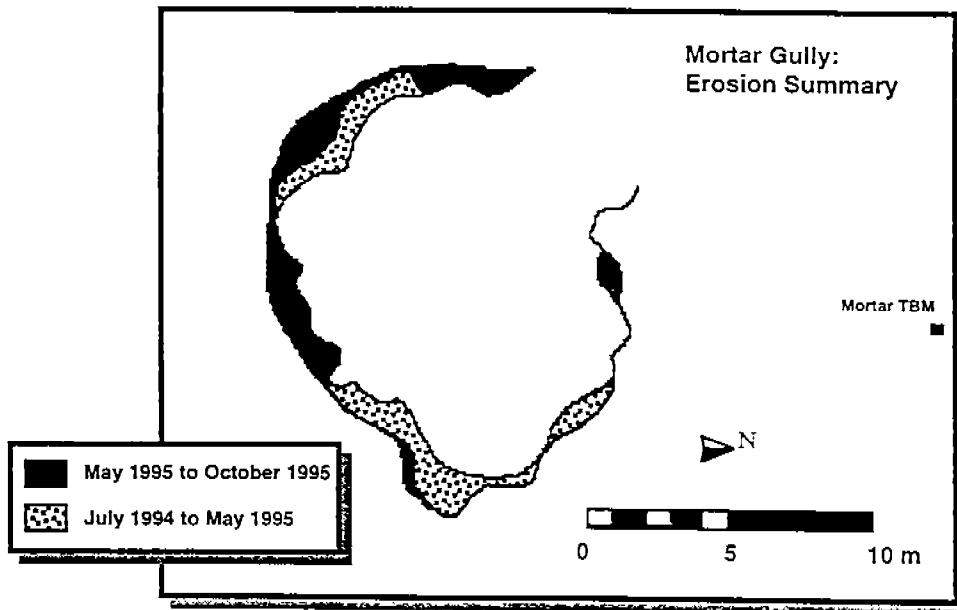 Mortar Gully:
Erosion Summary
Mortar TBM
N
May 1995 to October 1995
July 1994 to May 1995
0 5 10 m